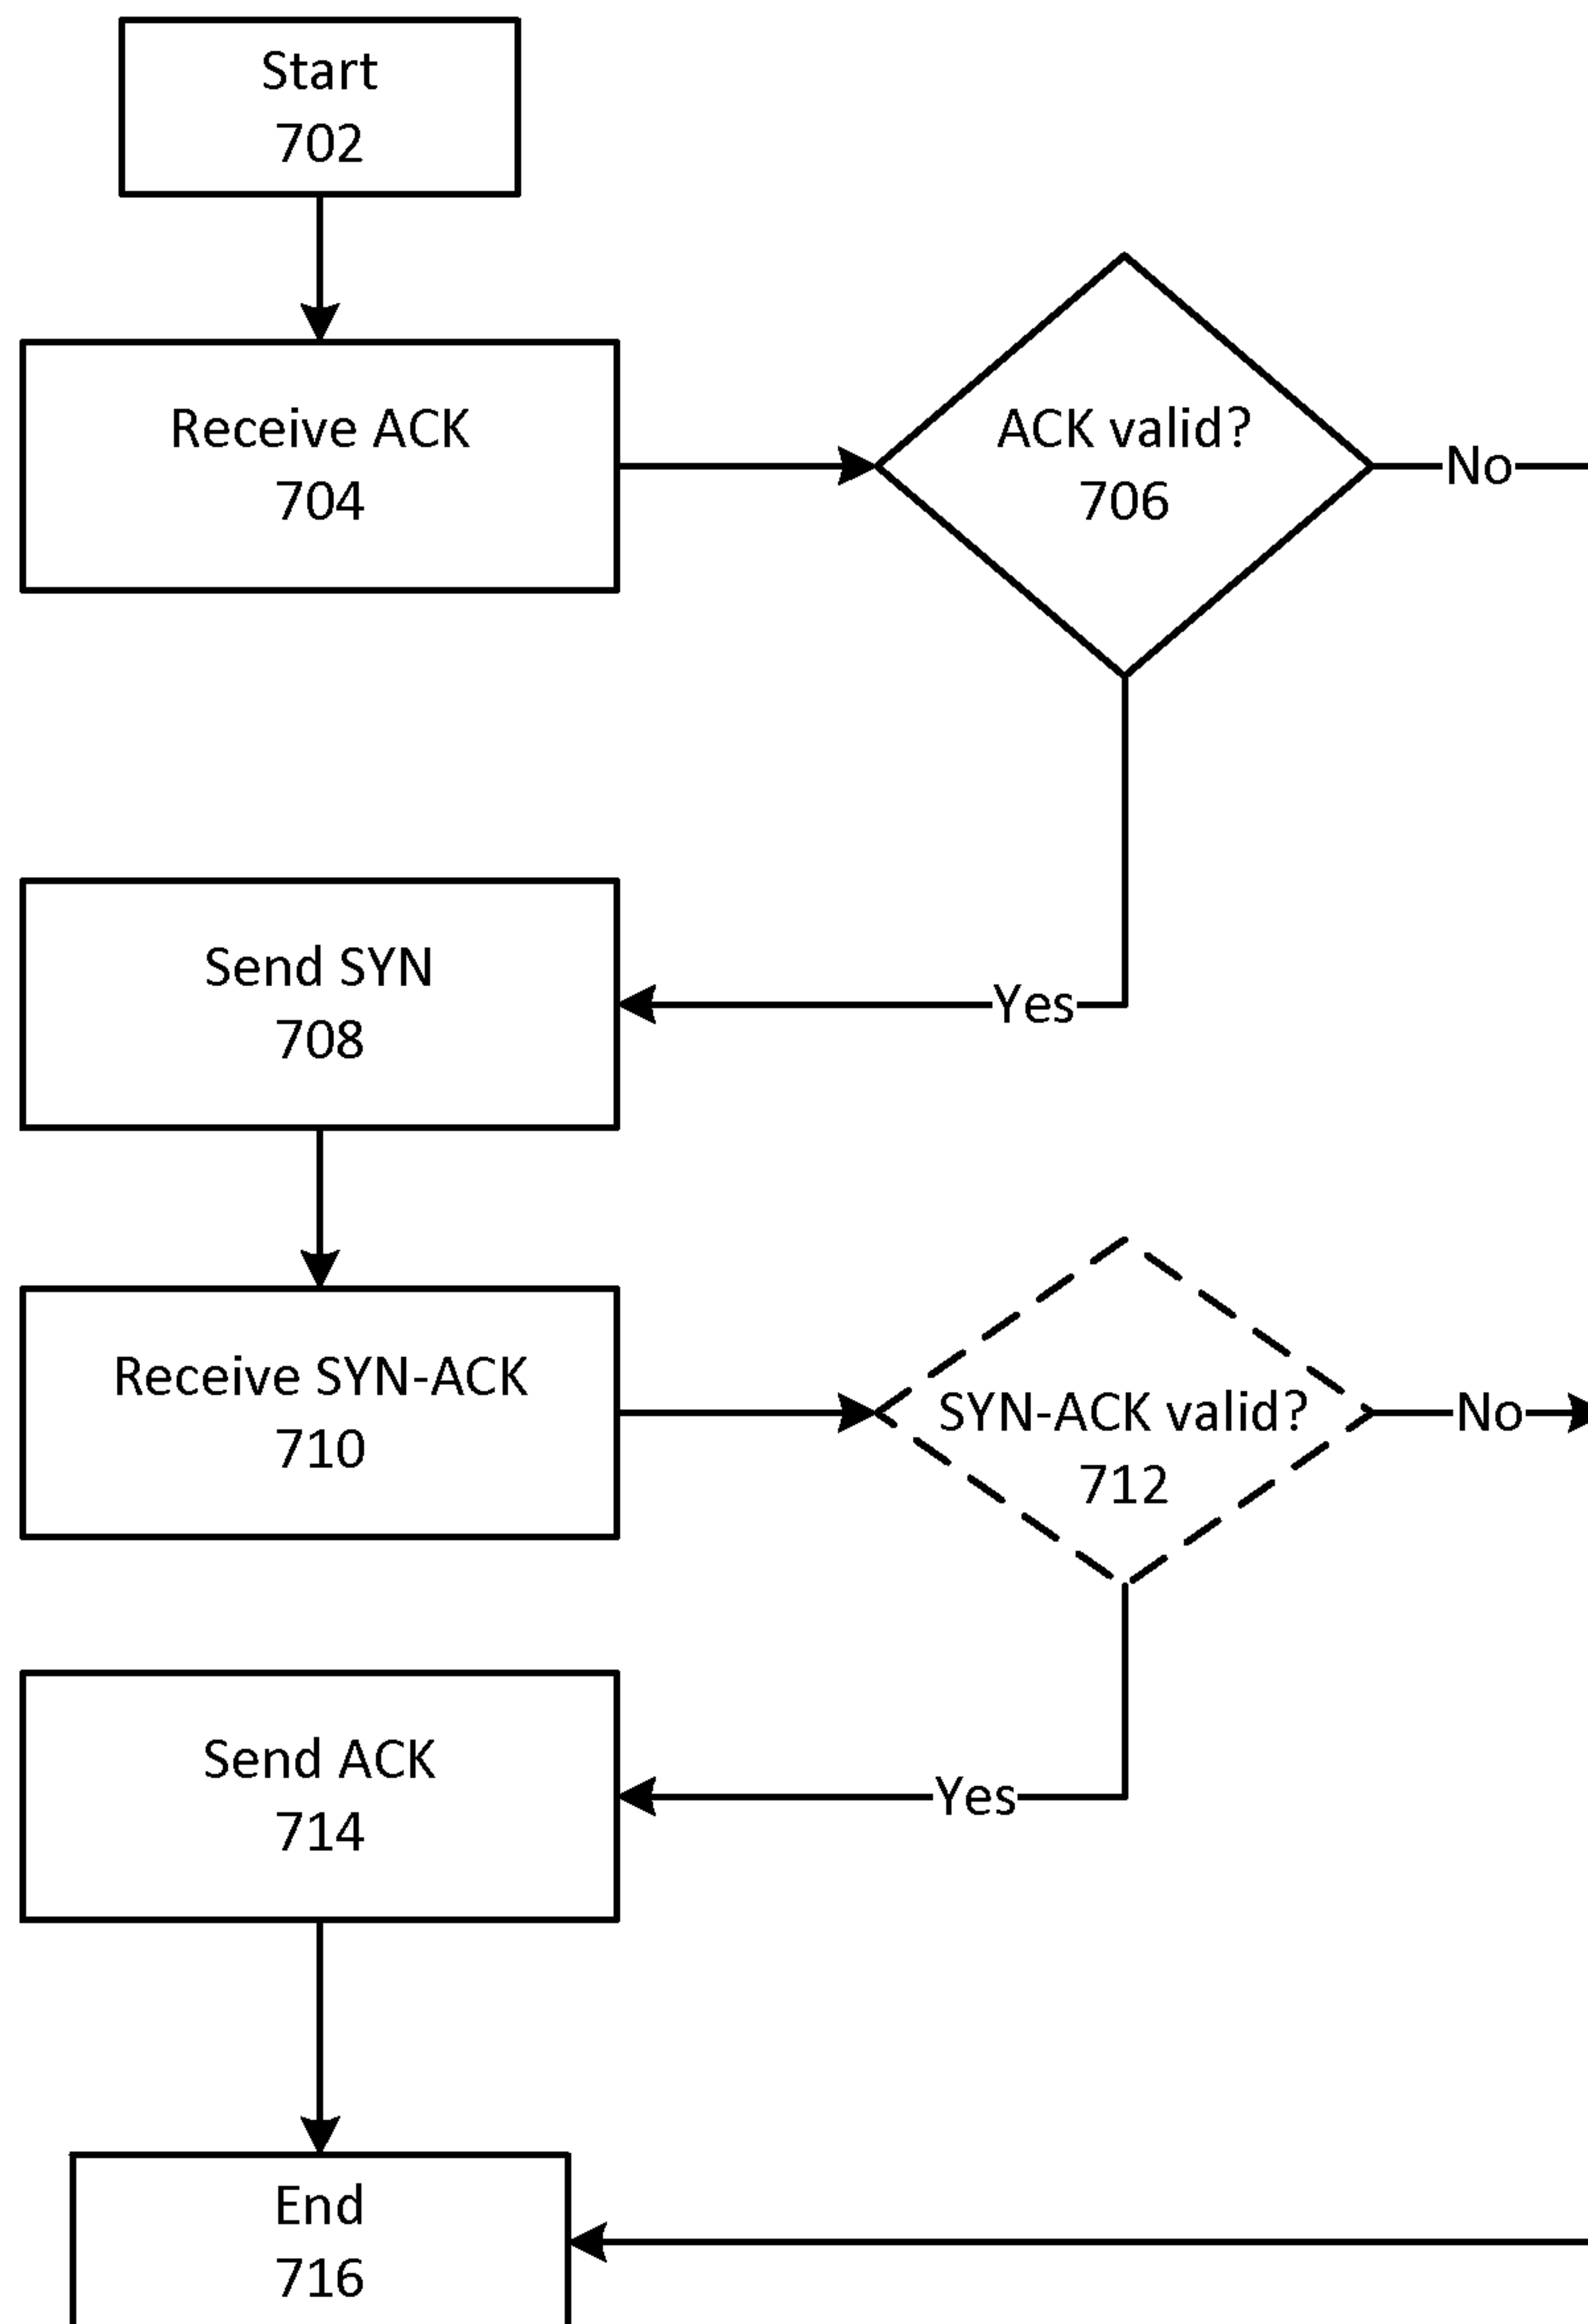 Start
702
Receive ACK
704
ACK valid?
706
No
Send SYN
708
Yes
Receive SYN-ACK
710
SYN-ACK valid?
712
No
Send ACK
714
Yes
End
716